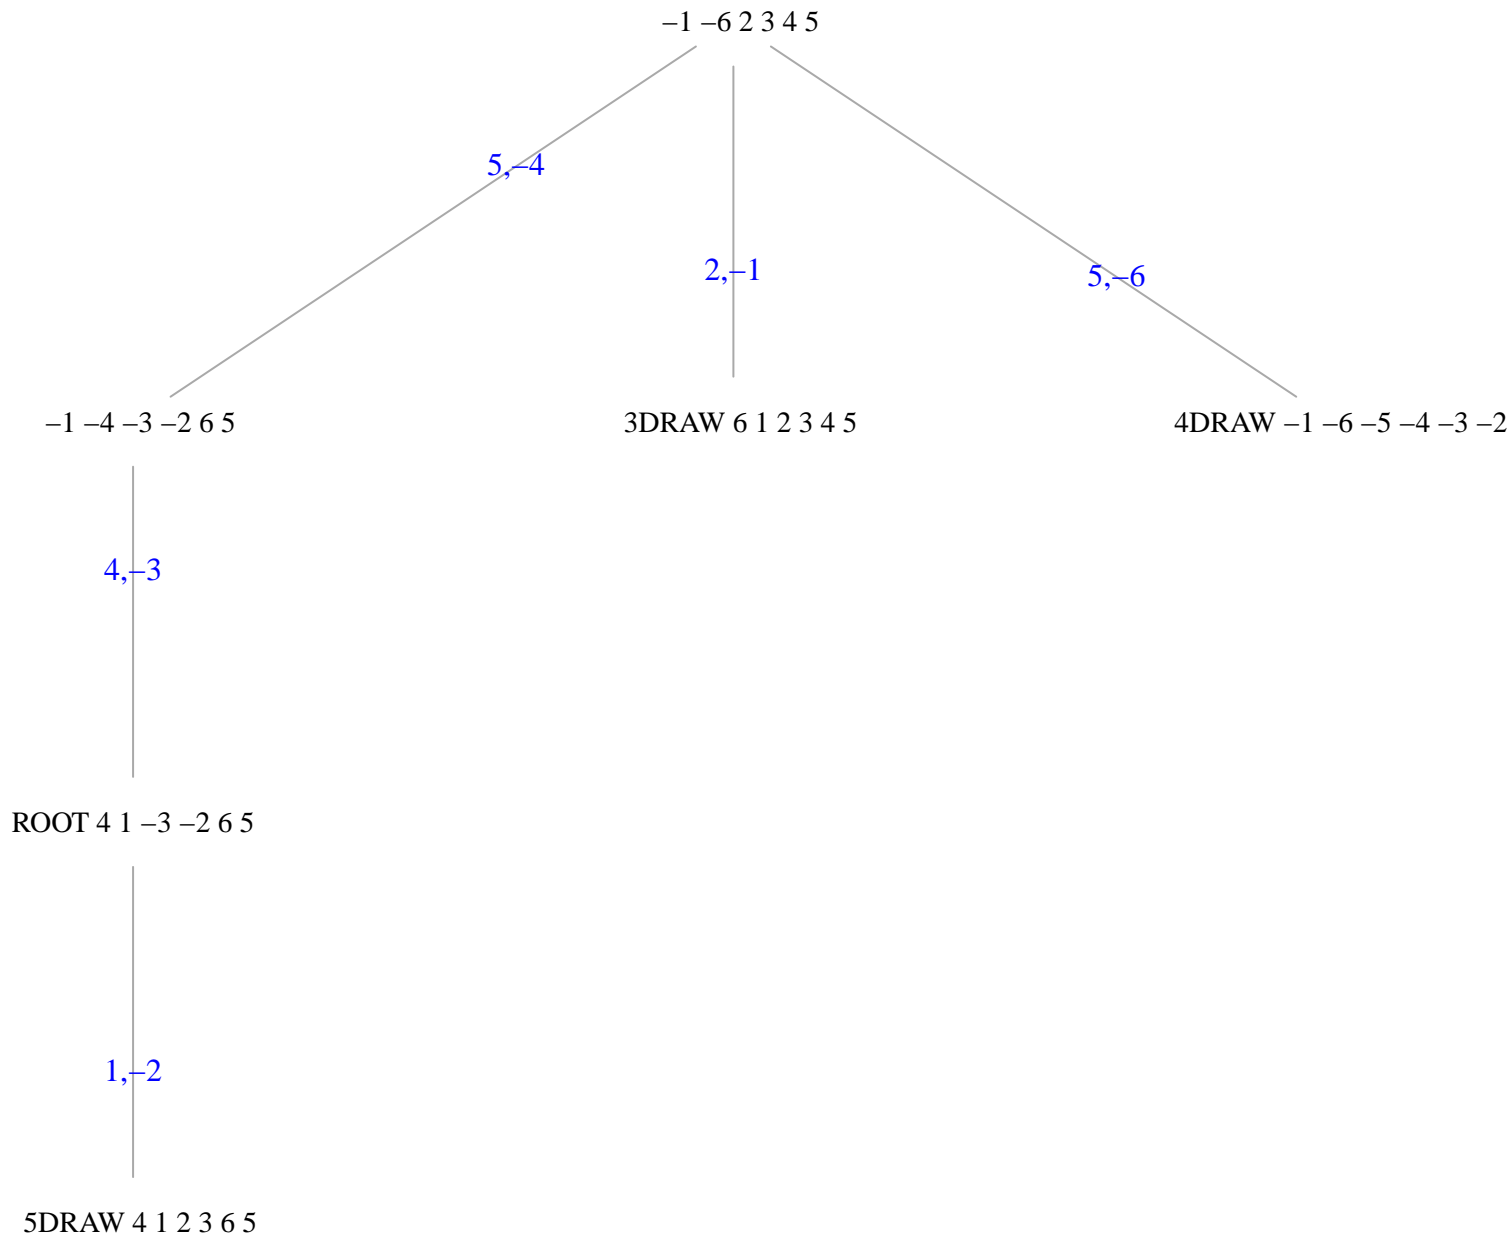 –1 –6 2 3 4 5
5,–4
2,–1
5,–6
–1 –4 –3 –2 6 5
3DRAW 6 1 2 3 4 5
4DRAW –1 –6 –5 –4 –3 –2
4,–3
ROOT 4 1 –3 –2 6 5
1,–2
5DRAW 4 1 2 3 6 5